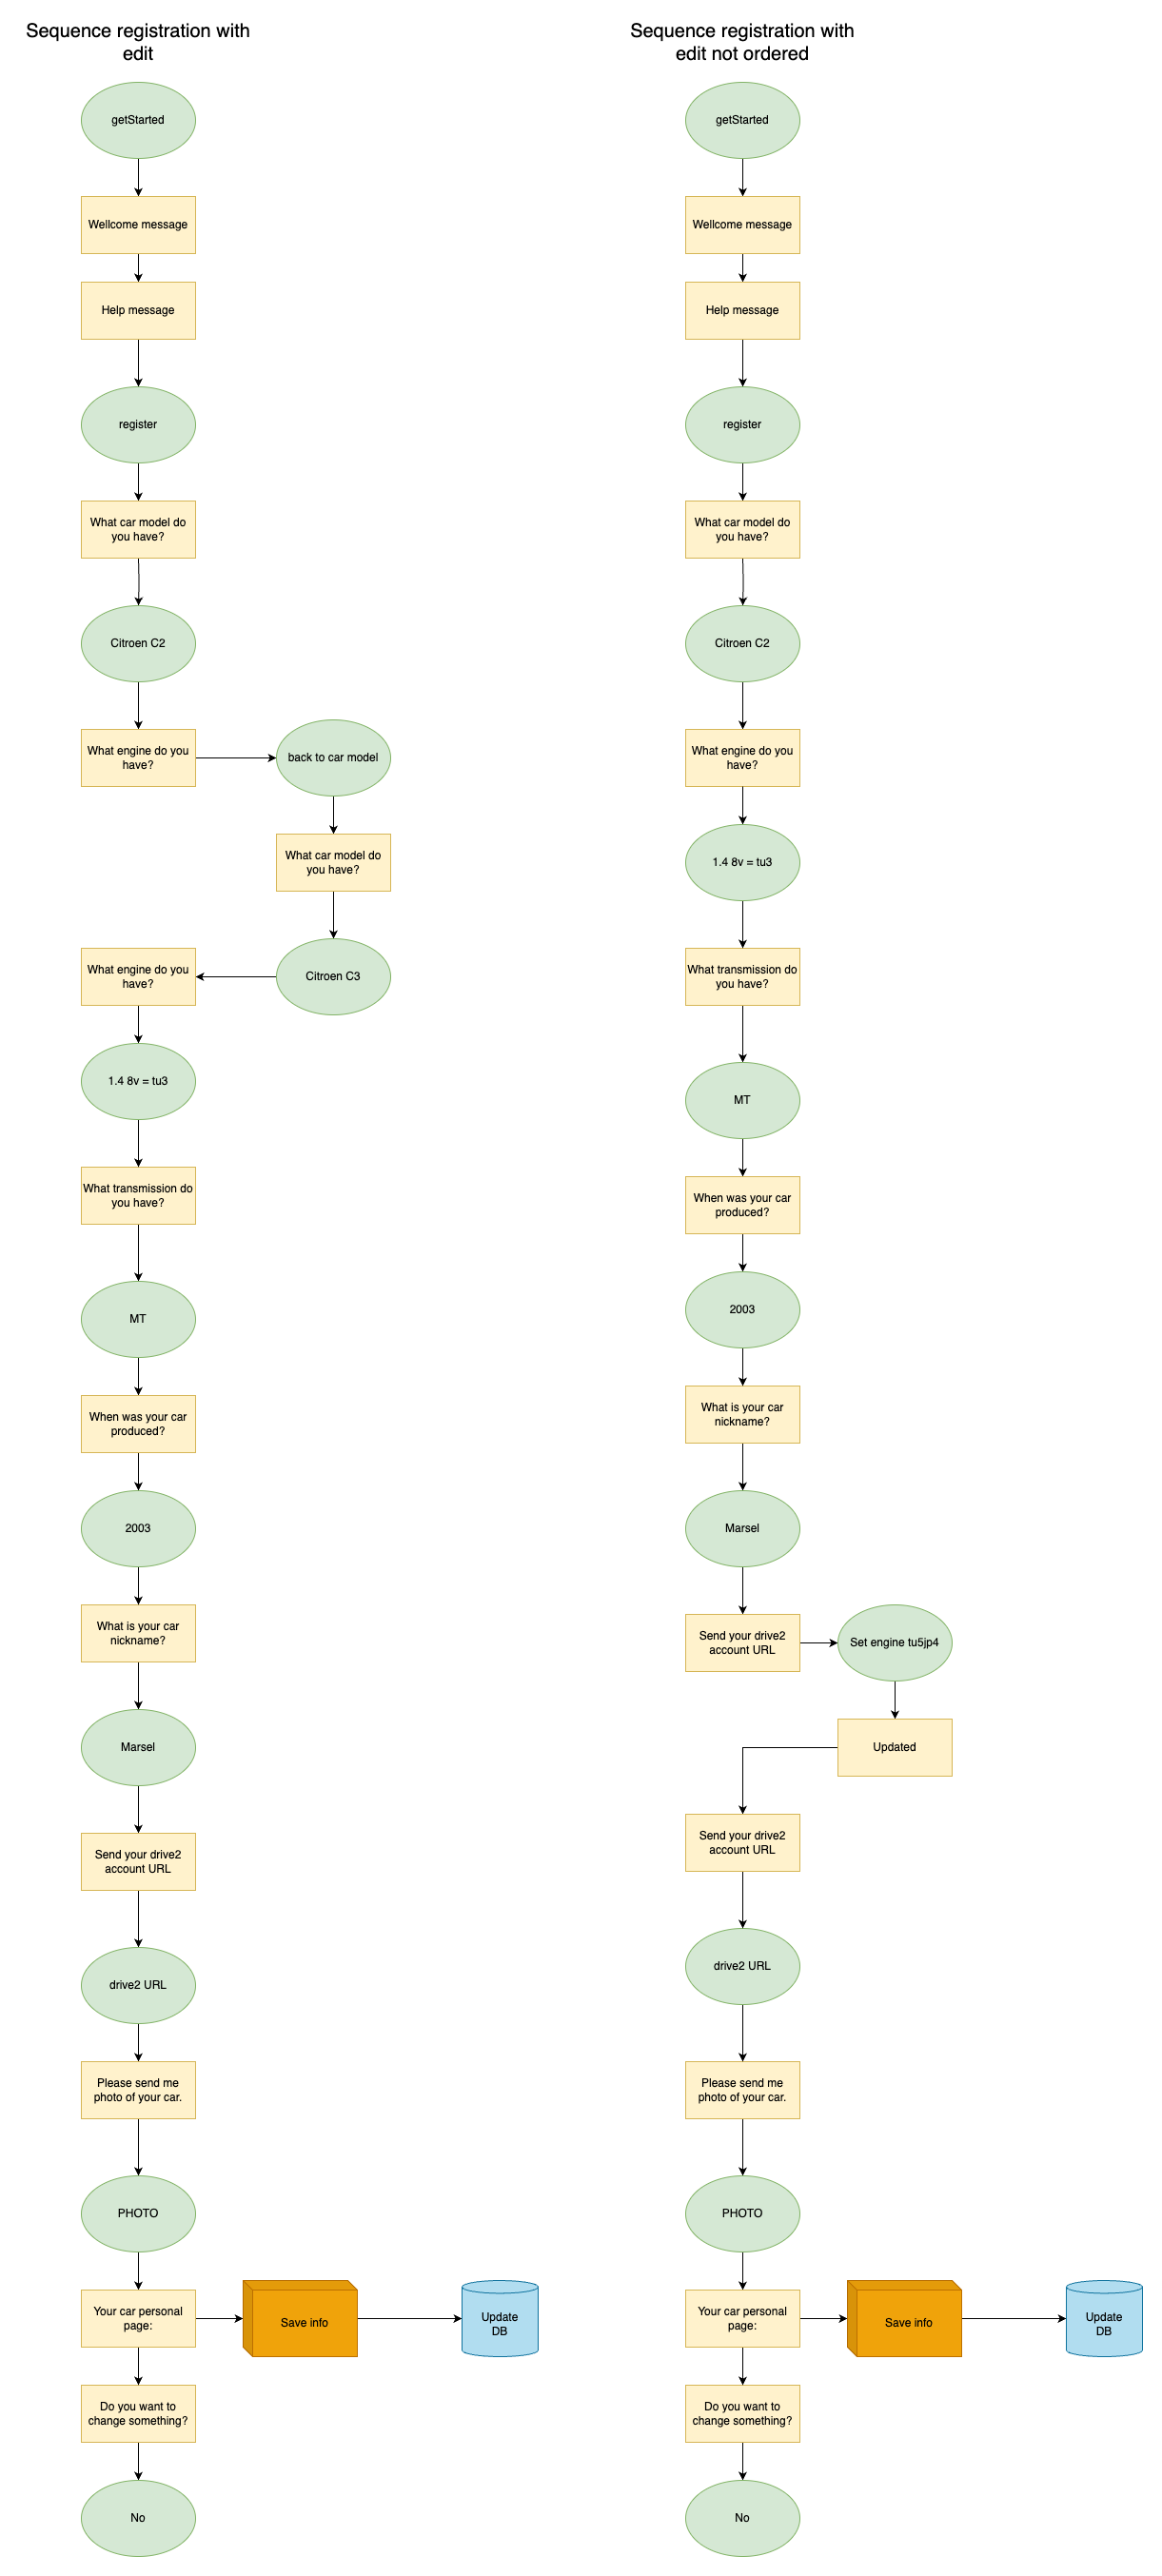 Sequence registration with
edit
getStarted
Wellcome message
Help message
register
What car model do
you have?
Citroen C2
What engine do you
have?
back to car model
What car model do
you have?
Citroen C3
What engine do you
have?
1.4 8v = tu3
What transmission do
you have?
MT
When was your car
produced?
2003
What is your car
nickname?
Marsel
Send your drive2
account URL
drive2 URL
Please send me
photo of your car.
PHOTO
Your car personal
page:
Save info
Update
DB
Do you want to
change something?
No
Sequence registration with
edit not ordered
getStarted
Wellcome message
Help message
register
What car model do
you have?
Citroen C2
What engine do you
have?
1.4 8v = tu3
What transmission do
you have?
MT
When was your car
produced?
2003
What is your car
nickname?
Marsel
Send your drive2
account URL
Set engine tu5jp4
Updated
Send your drive2
account URL
drive2 URL
Please send me
photo of your car.
PHOTO
Your car personal
page:
Save info
Update
DB
Do you want to
change something?
No